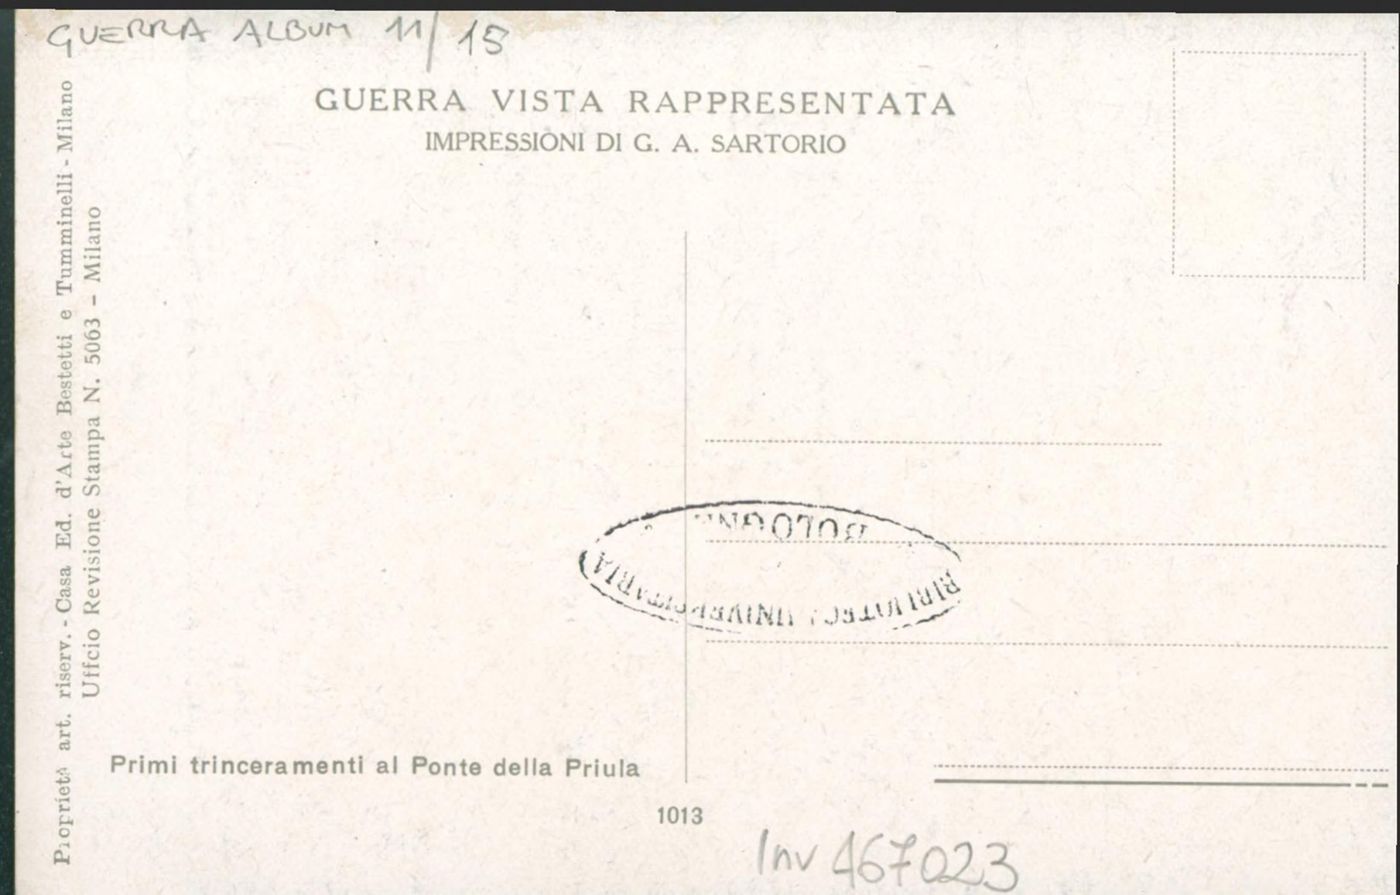 GUERRA ALBUM 11/15
GUERRA VISTA RAPPRESENTATA
IMPRESSIONI DI G. A. SARTORIO
Proprietà art. riserv. - Casa Ed. d'Arte Bestetti e Tumminelli - Milano
Uffcio Revisione Stampa N. 5063 - Milano
BIBLIOTECA UNIVERSITARIA
BOLOGNA
Primi trinceramenti al Ponte della Priula
1013
Inv 467023